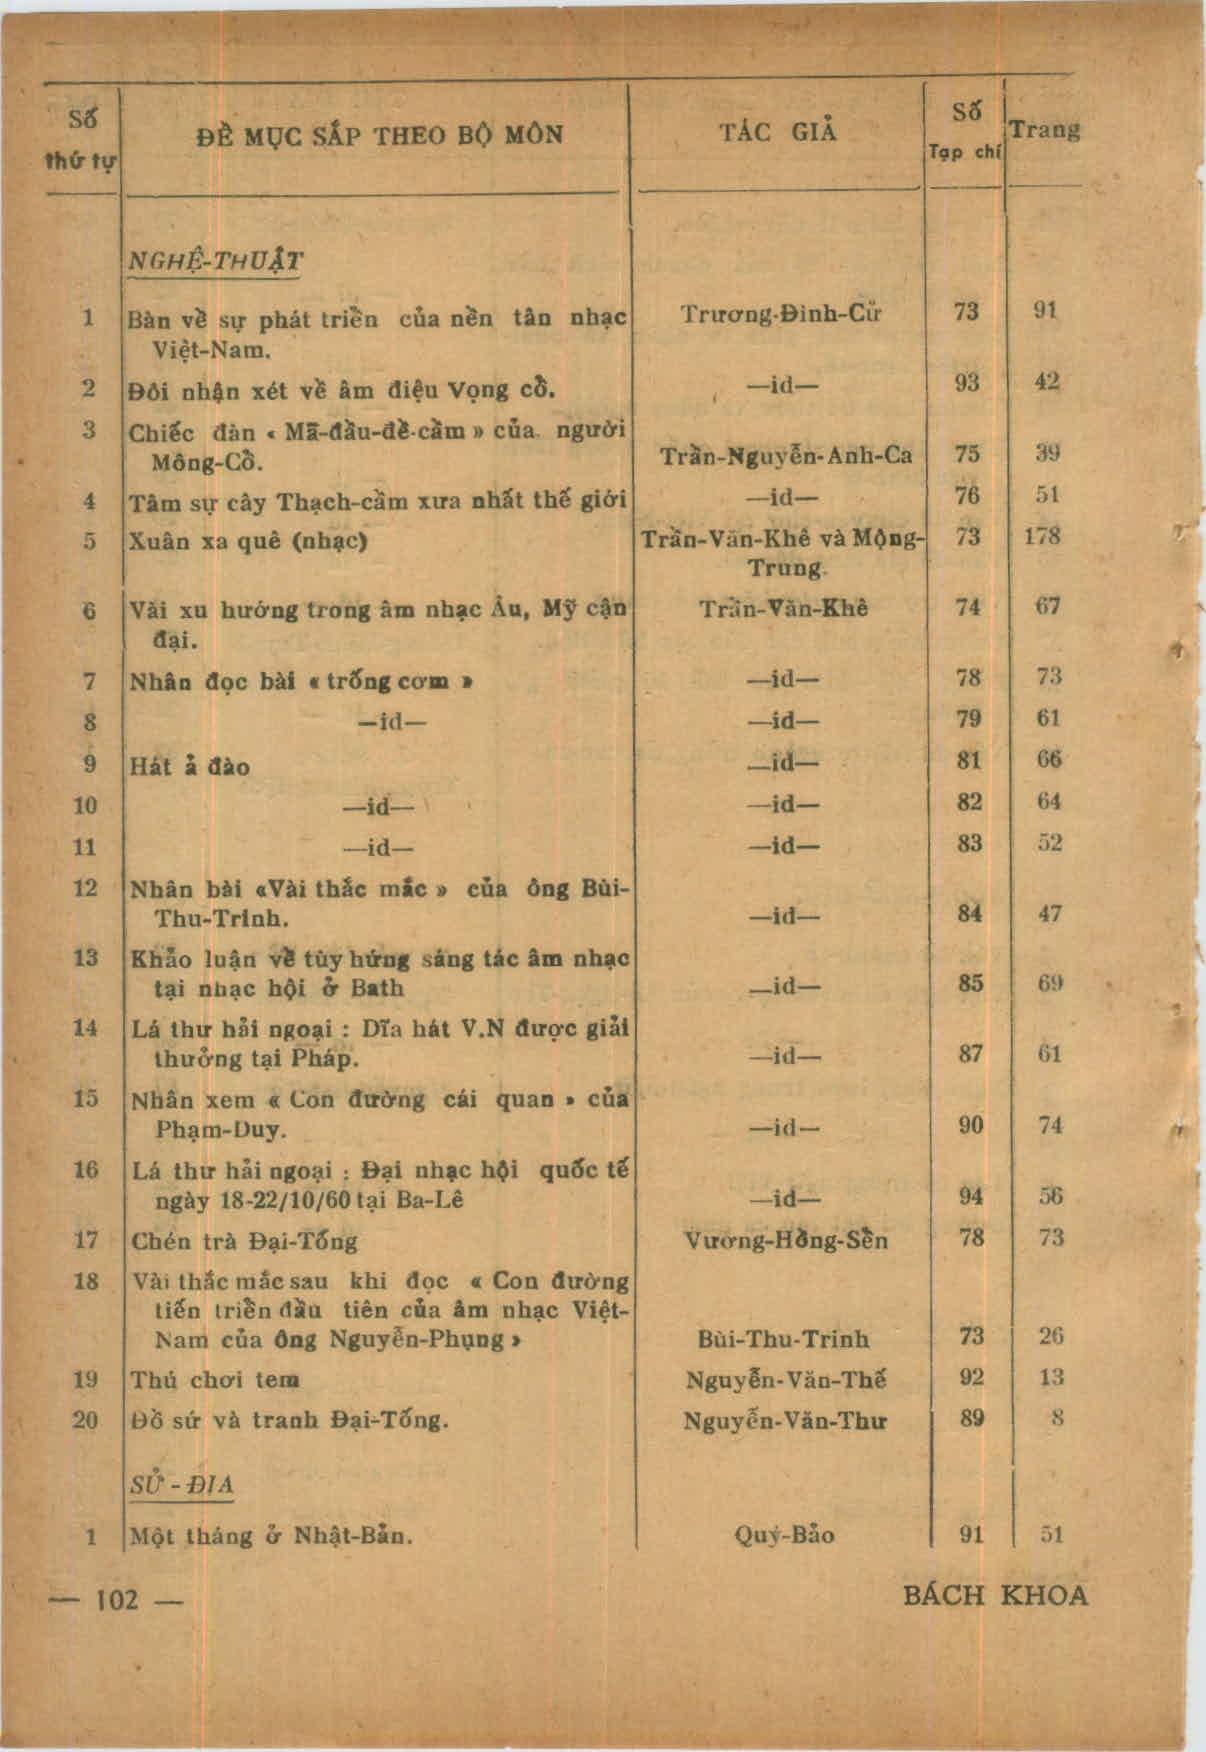 Số thứ tự | ĐỀ MỤC SẮP THEO BỘ MÔN | TÁC GIẢ | Số Tạp chí | Trang
NGHỆ-THUẬT
1 Bàn về sự phát triển của nền tân nhạc Trương-Đình-Cử 73 91
Việt-Nam.
2 Đôi nhận xét về âm điệu Vọng cổ. —id— 93 42
3 Chiếc đàn « Mã-đầu-đề-cầm » của người
Mông-Cổ. Trần-Nguyễn-Anh-Ca 75 39
4 Tâm sự cây Thạch-cầm xưa nhất thế giới —id— 76 51
5 Xuân xa quê (nhạc) Trần-Văn-Khê và Mộng- 73 178
Trung.
6 Vài xu hướng trong âm nhạc Âu, Mỹ cận Trần-Văn-Khê 74 67
đại.
7 Nhân đọc bài « trống cơm » —id— 78 73
8 —id— —id— 79 61
9 Hát ả đào —id— 81 66
10 —id— —id— 82 64
11 —id— —id— 83 52
12 Nhân bài «Vài thắc mắc » của ông Bùi-
Thu-Trinh. —id— 84 47
13 Khảo luận về tùy hứng sáng tác âm nhạc
tại nhạc hội ở Bath —id— 85 69
14 Lá thư hải ngoại : Dĩa hát V.N được giải
thưởng tại Pháp. —id— 87 61
15 Nhân xem « Con đường cái quan » của
Phạm-Duy. —id— 90 74
16 Lá thư hải ngoại : Đại nhạc hội quốc tế
ngày 18-22/10/60 tại Ba-Lê —id— 94 56
17 Chén trà Đại-Tống Vương-Hồng-Sển 78 73
18 Vài thắc mắc sau khi đọc « Con đường
tiến triển đầu tiên của âm nhạc Việt-
Nam của ông Nguyễn-Phụng » Bùi-Thu-Trinh 73 26
19 Thú chơi tem Nguyễn-Văn-Thế 92 13
20 Đồ sứ và tranh Đại-Tống. Nguyễn-Văn-Thư 89 8
SỬ - ĐỊA
1 Một tháng ở Nhật-Bản. Quý-Bảo 91 51
— 102 — BÁCH KHOA